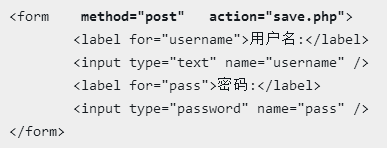 <form    method="post"   action="save.php">
        <label for="username">用户名:</label>
        <input type="text" name="username" />
        <label for="pass">密码:</label>
        <input type="password" name="pass" />
</form>